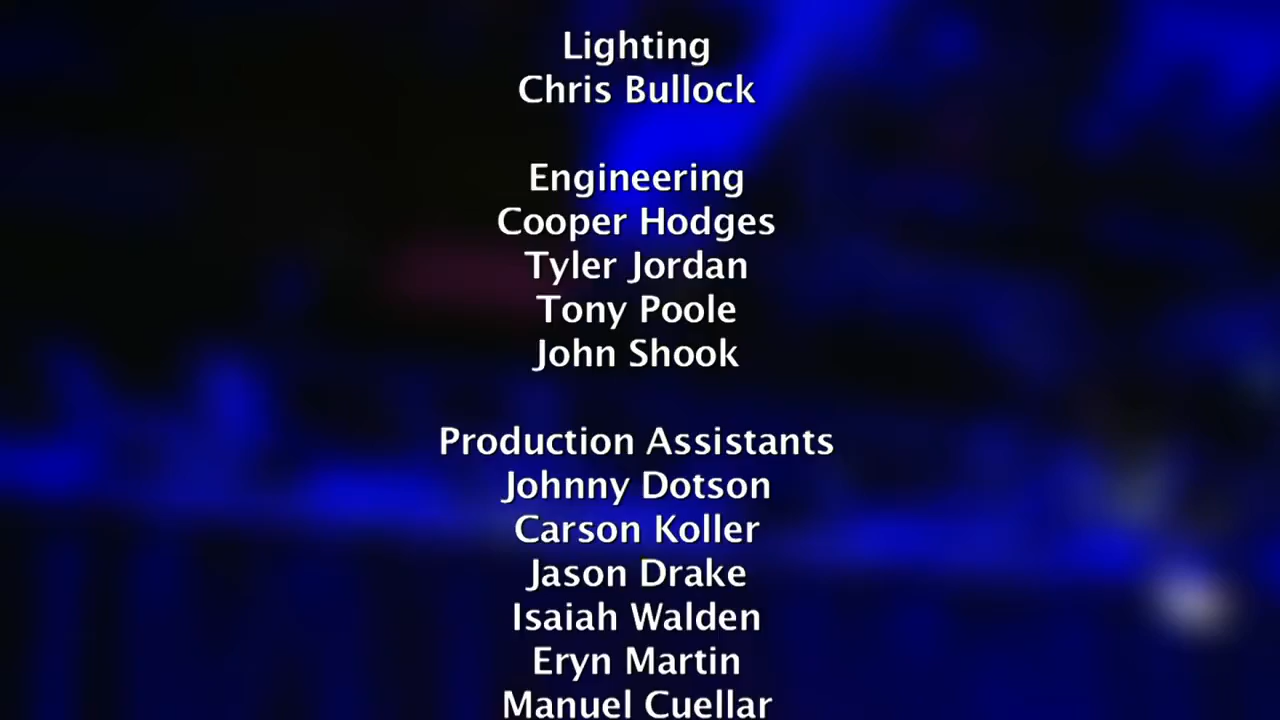 Lighting
Chris Bullock
Engineering
Cooper Hodges
Tyler Jordan
Tony Poole
John Shook
Production Assistants
Johnny Dotson
Carson Koller
Jason Drake
Isaiah Walden
Eryn Martin
Manuel Cuellar